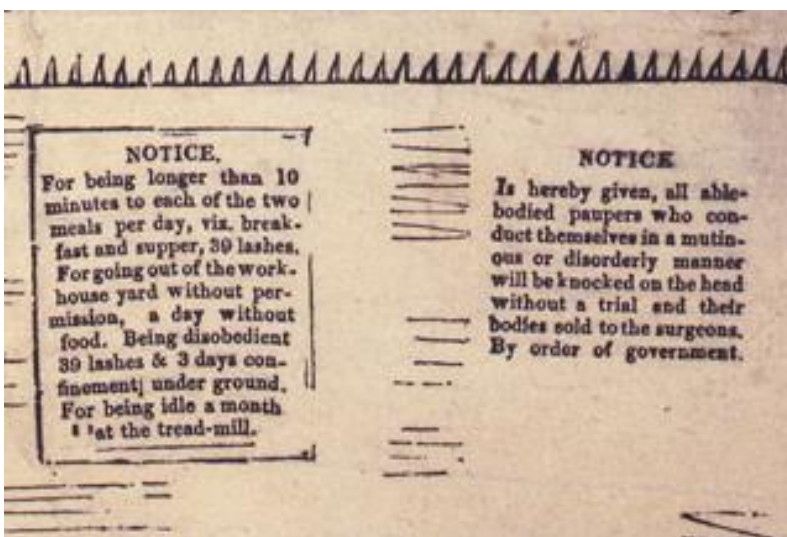 NOTICE.
For being longer than 10
minutes to each of the two
meals per day, viz. break-
fast and supper, 39 lashes.
For going out of the work-
house yard without per-
mission, a day without
food. Being disobedient
39 lashes & 3 days con-
finement under ground.
For being idle a month
at the tread-mill.
NOTICE
Is hereby given, all able-
bodied paupers who con-
duct themselves in a mutin-
ous or disorderly manner
will be knocked on the head
without a trial and their
bodies sold to the surgeons.
By order of government.